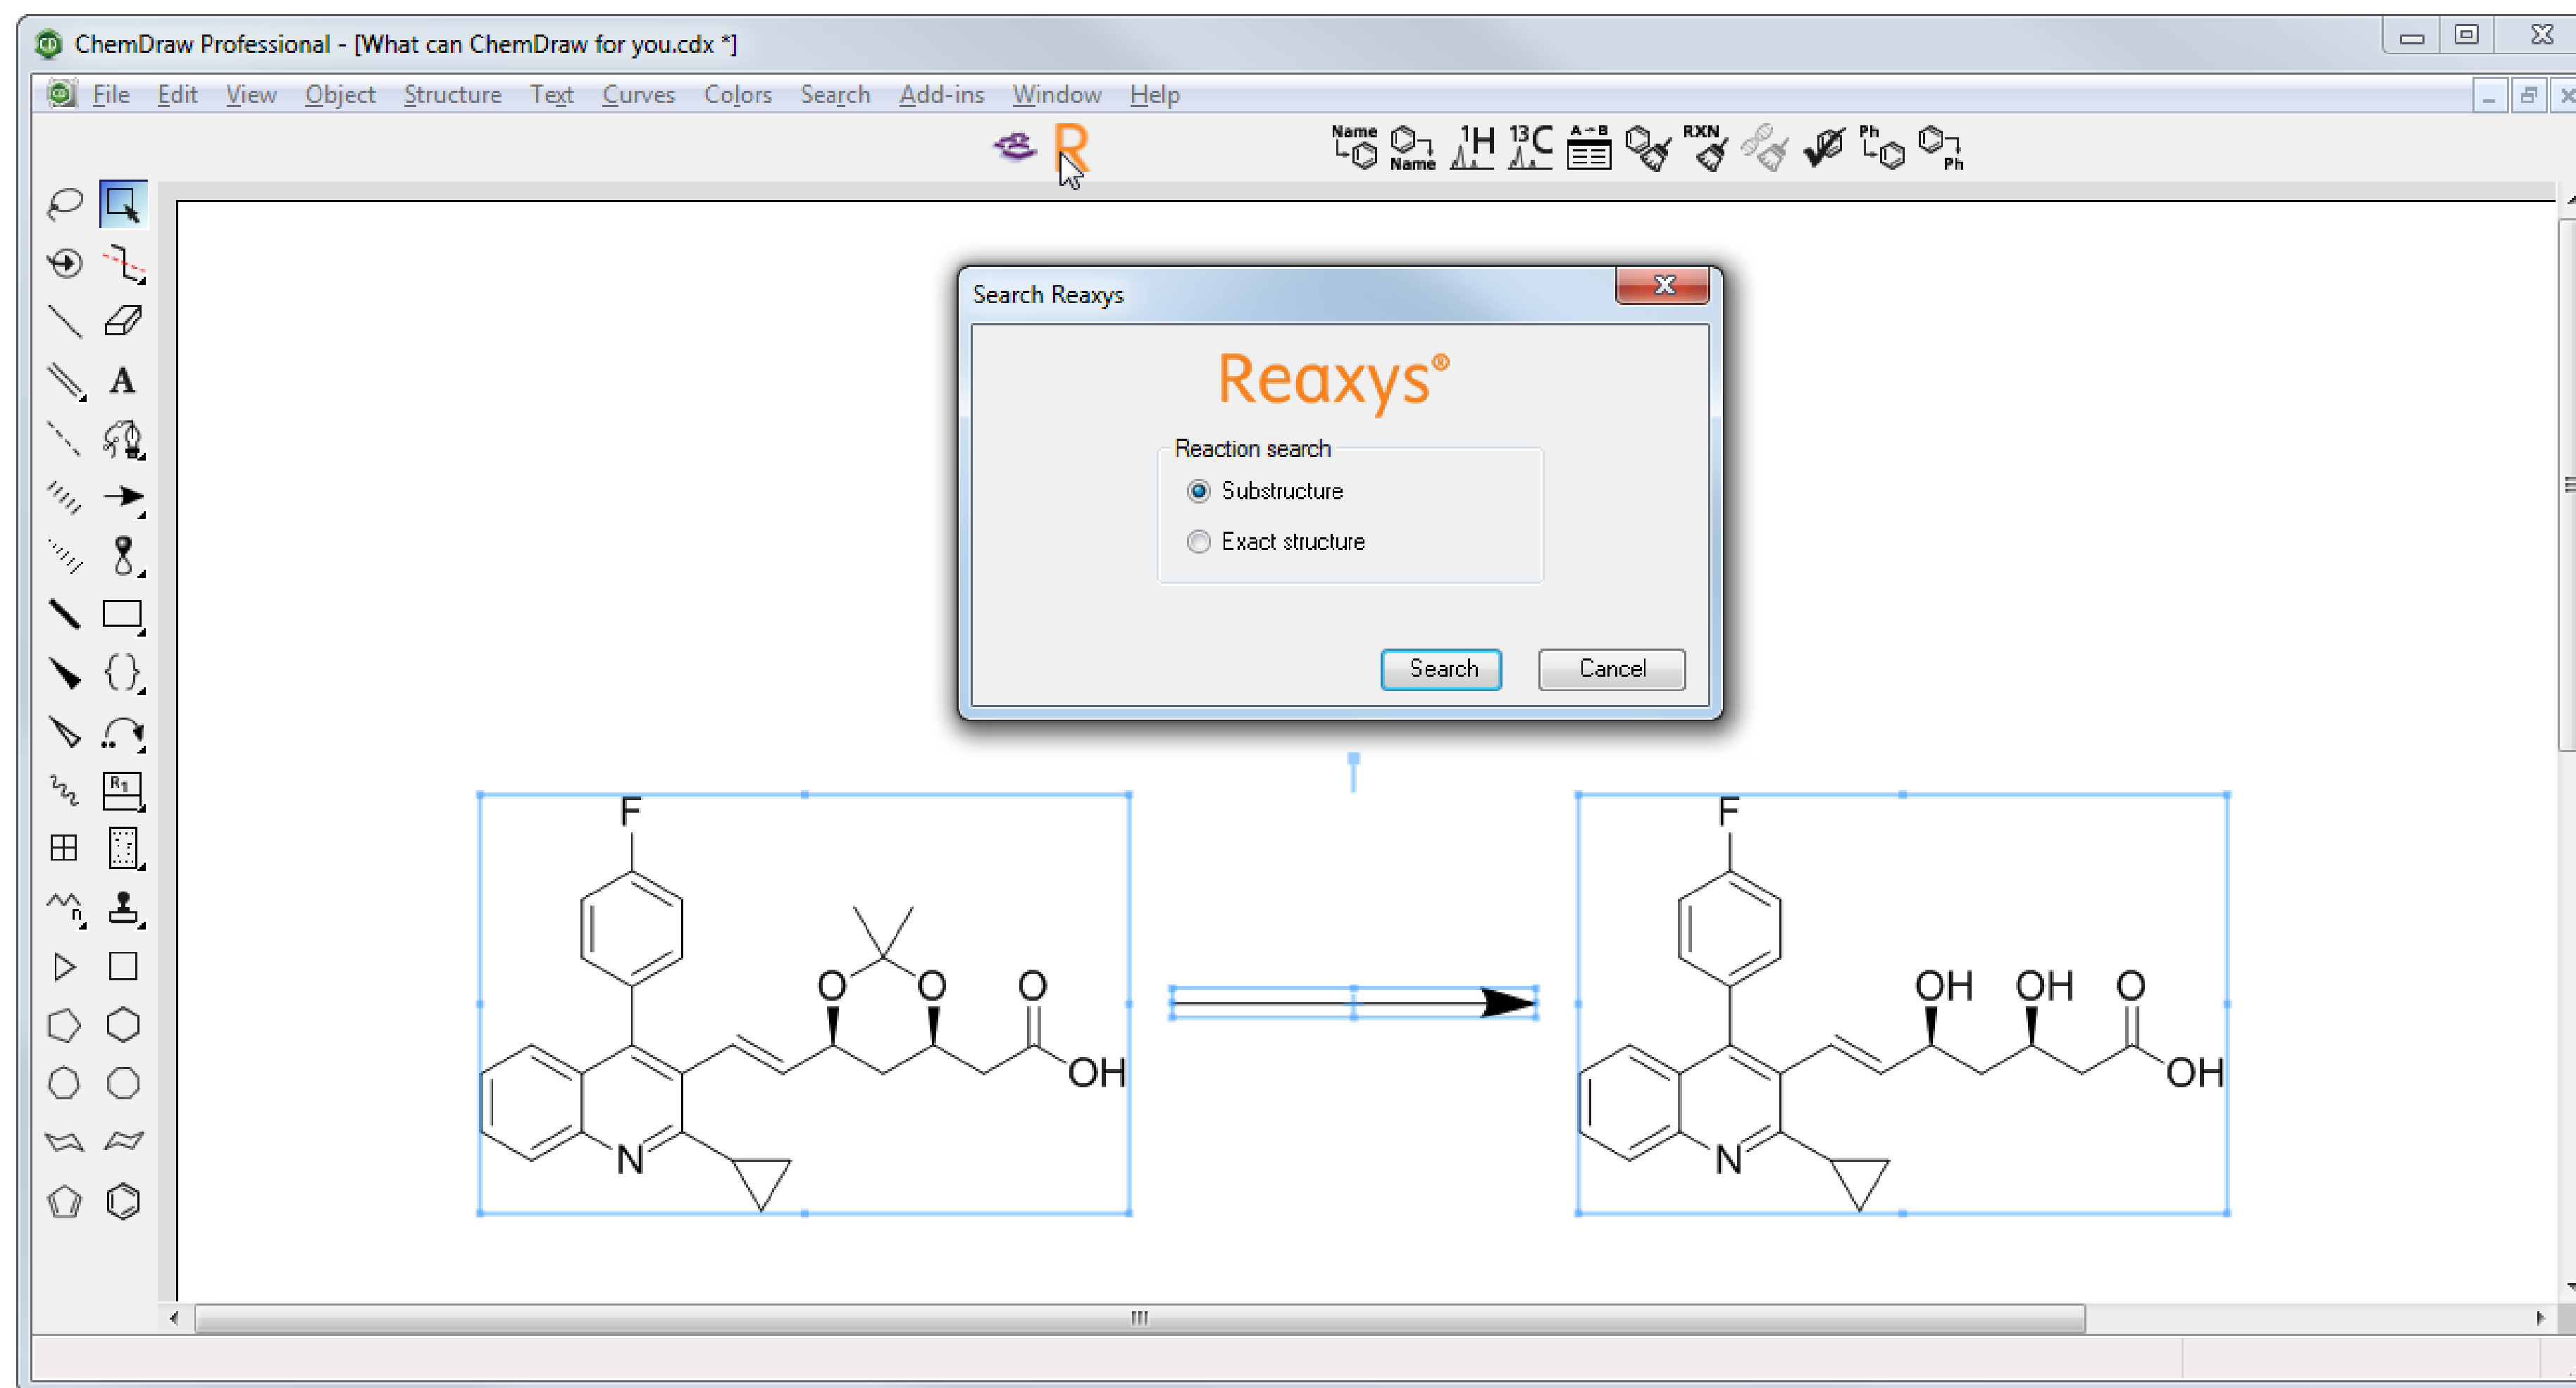 ChemDraw Professional - [What can ChemDraw for you.cdx *]
File Edit View Object Structure Text Curves Colors Search Add-ins Window Help
R
Name Name 1H 13C A→B RXN Ph Ph
Search Reaxys
Reaxys®
Reaction search
Substructure
Exact structure
Search Cancel
A
R1
n
F F
O O O OH OH O
OH OH
N N